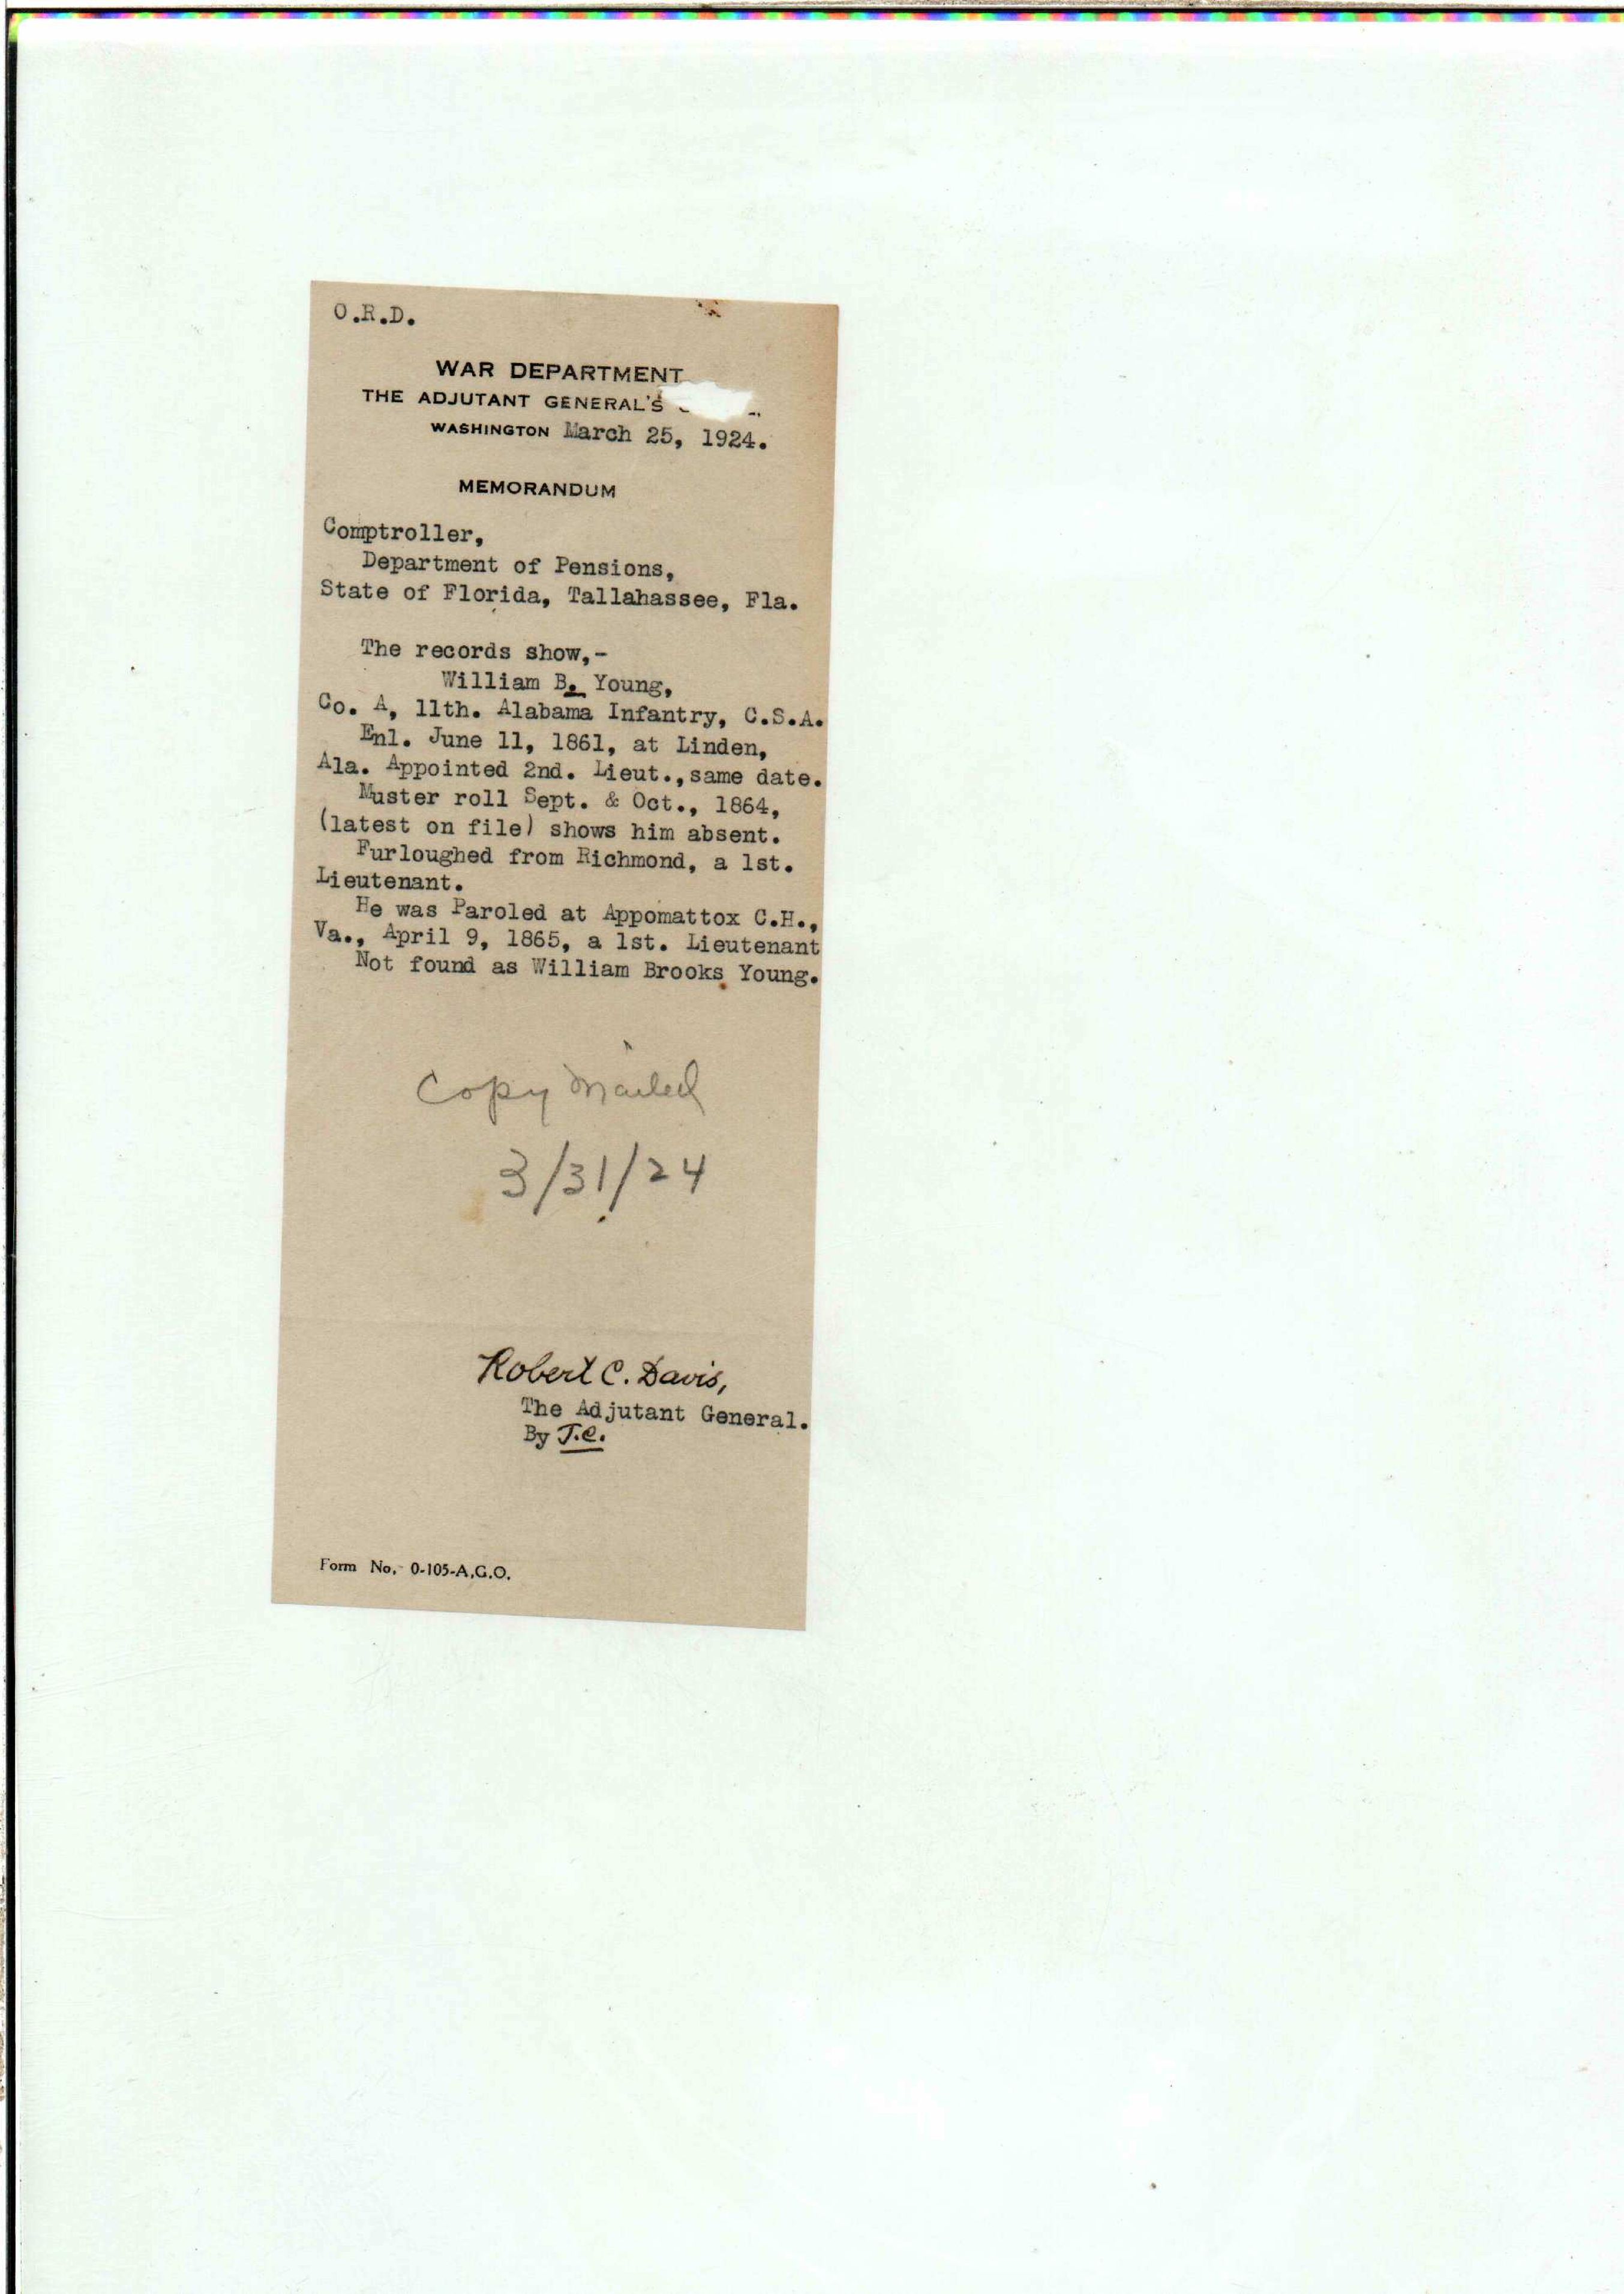 O.R.D.
WAR DEPARTMENT
THE ADJUTANT GENERAL'S
WASHINGTON March 25, 1924.
MEMORANDUM
Comptroller,
Department of Pensions,
State of Florida, Tallahassee, Fla.
The records show,-
William B. Young,
Co. A, 11th. Alabama Infantry, C.S.A.
Enl. June 11, 1861, at Linden,
Ala. Appointed 2nd. Lieut.,same date.
Muster roll Sept. & Oct., 1864,
(latest on file) shows him absent.
Furloughed from Richmond, a 1st.
Lieutenant.
He was Paroled at Appomattox C.H.,
Va., April 9, 1865, a 1st. Lieutenant
Not found as William Brooks Young.
Copy Mailed
3/31/24
Robert C. Davis,
The Adjutant General.
By J.C.
Form No. 0-105-A.G.O.